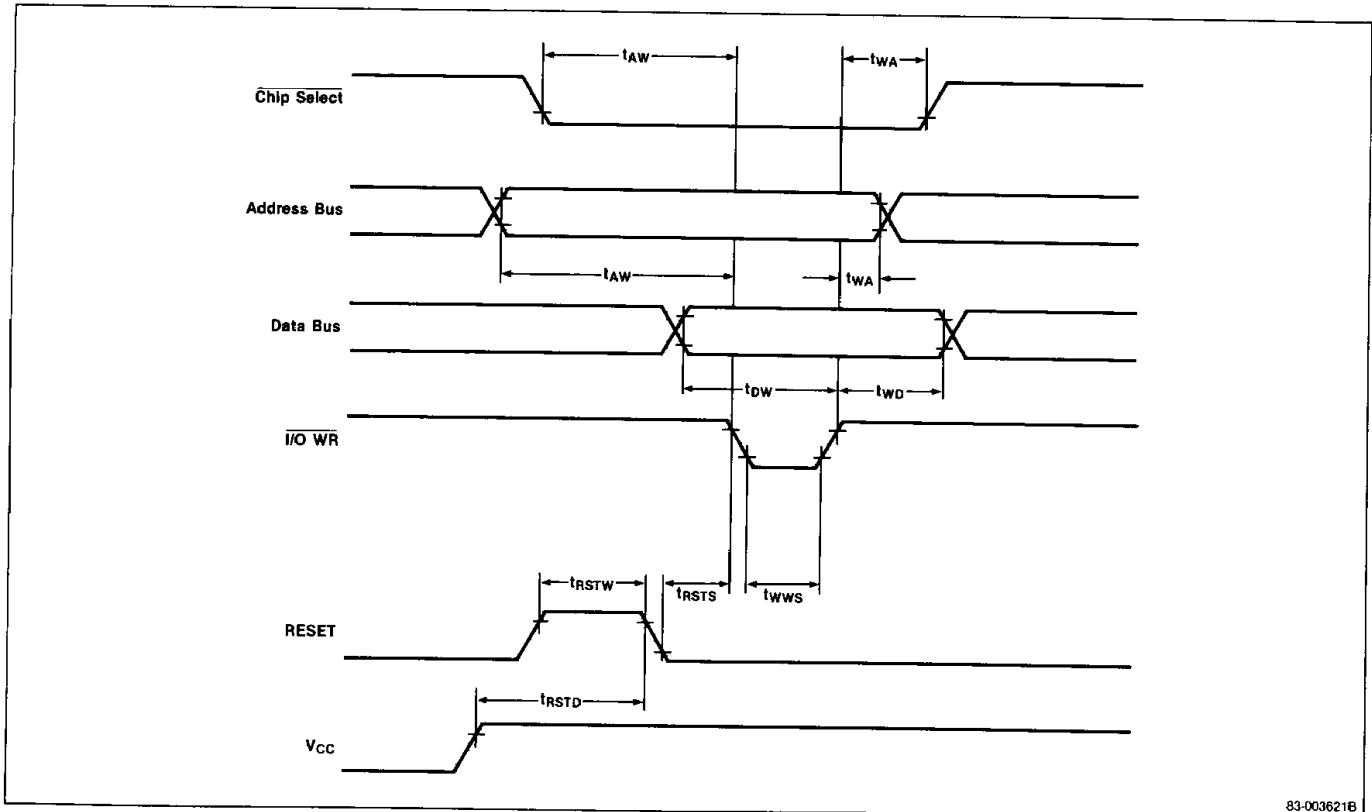 tAW
tWA
Chip Select
Address Bus
tAW
tWA
Data Bus
tDW
tWD
I/O WR
tRSTW
tRSTS
tWWS
RESET
tRSTD
VCC
83-003621B